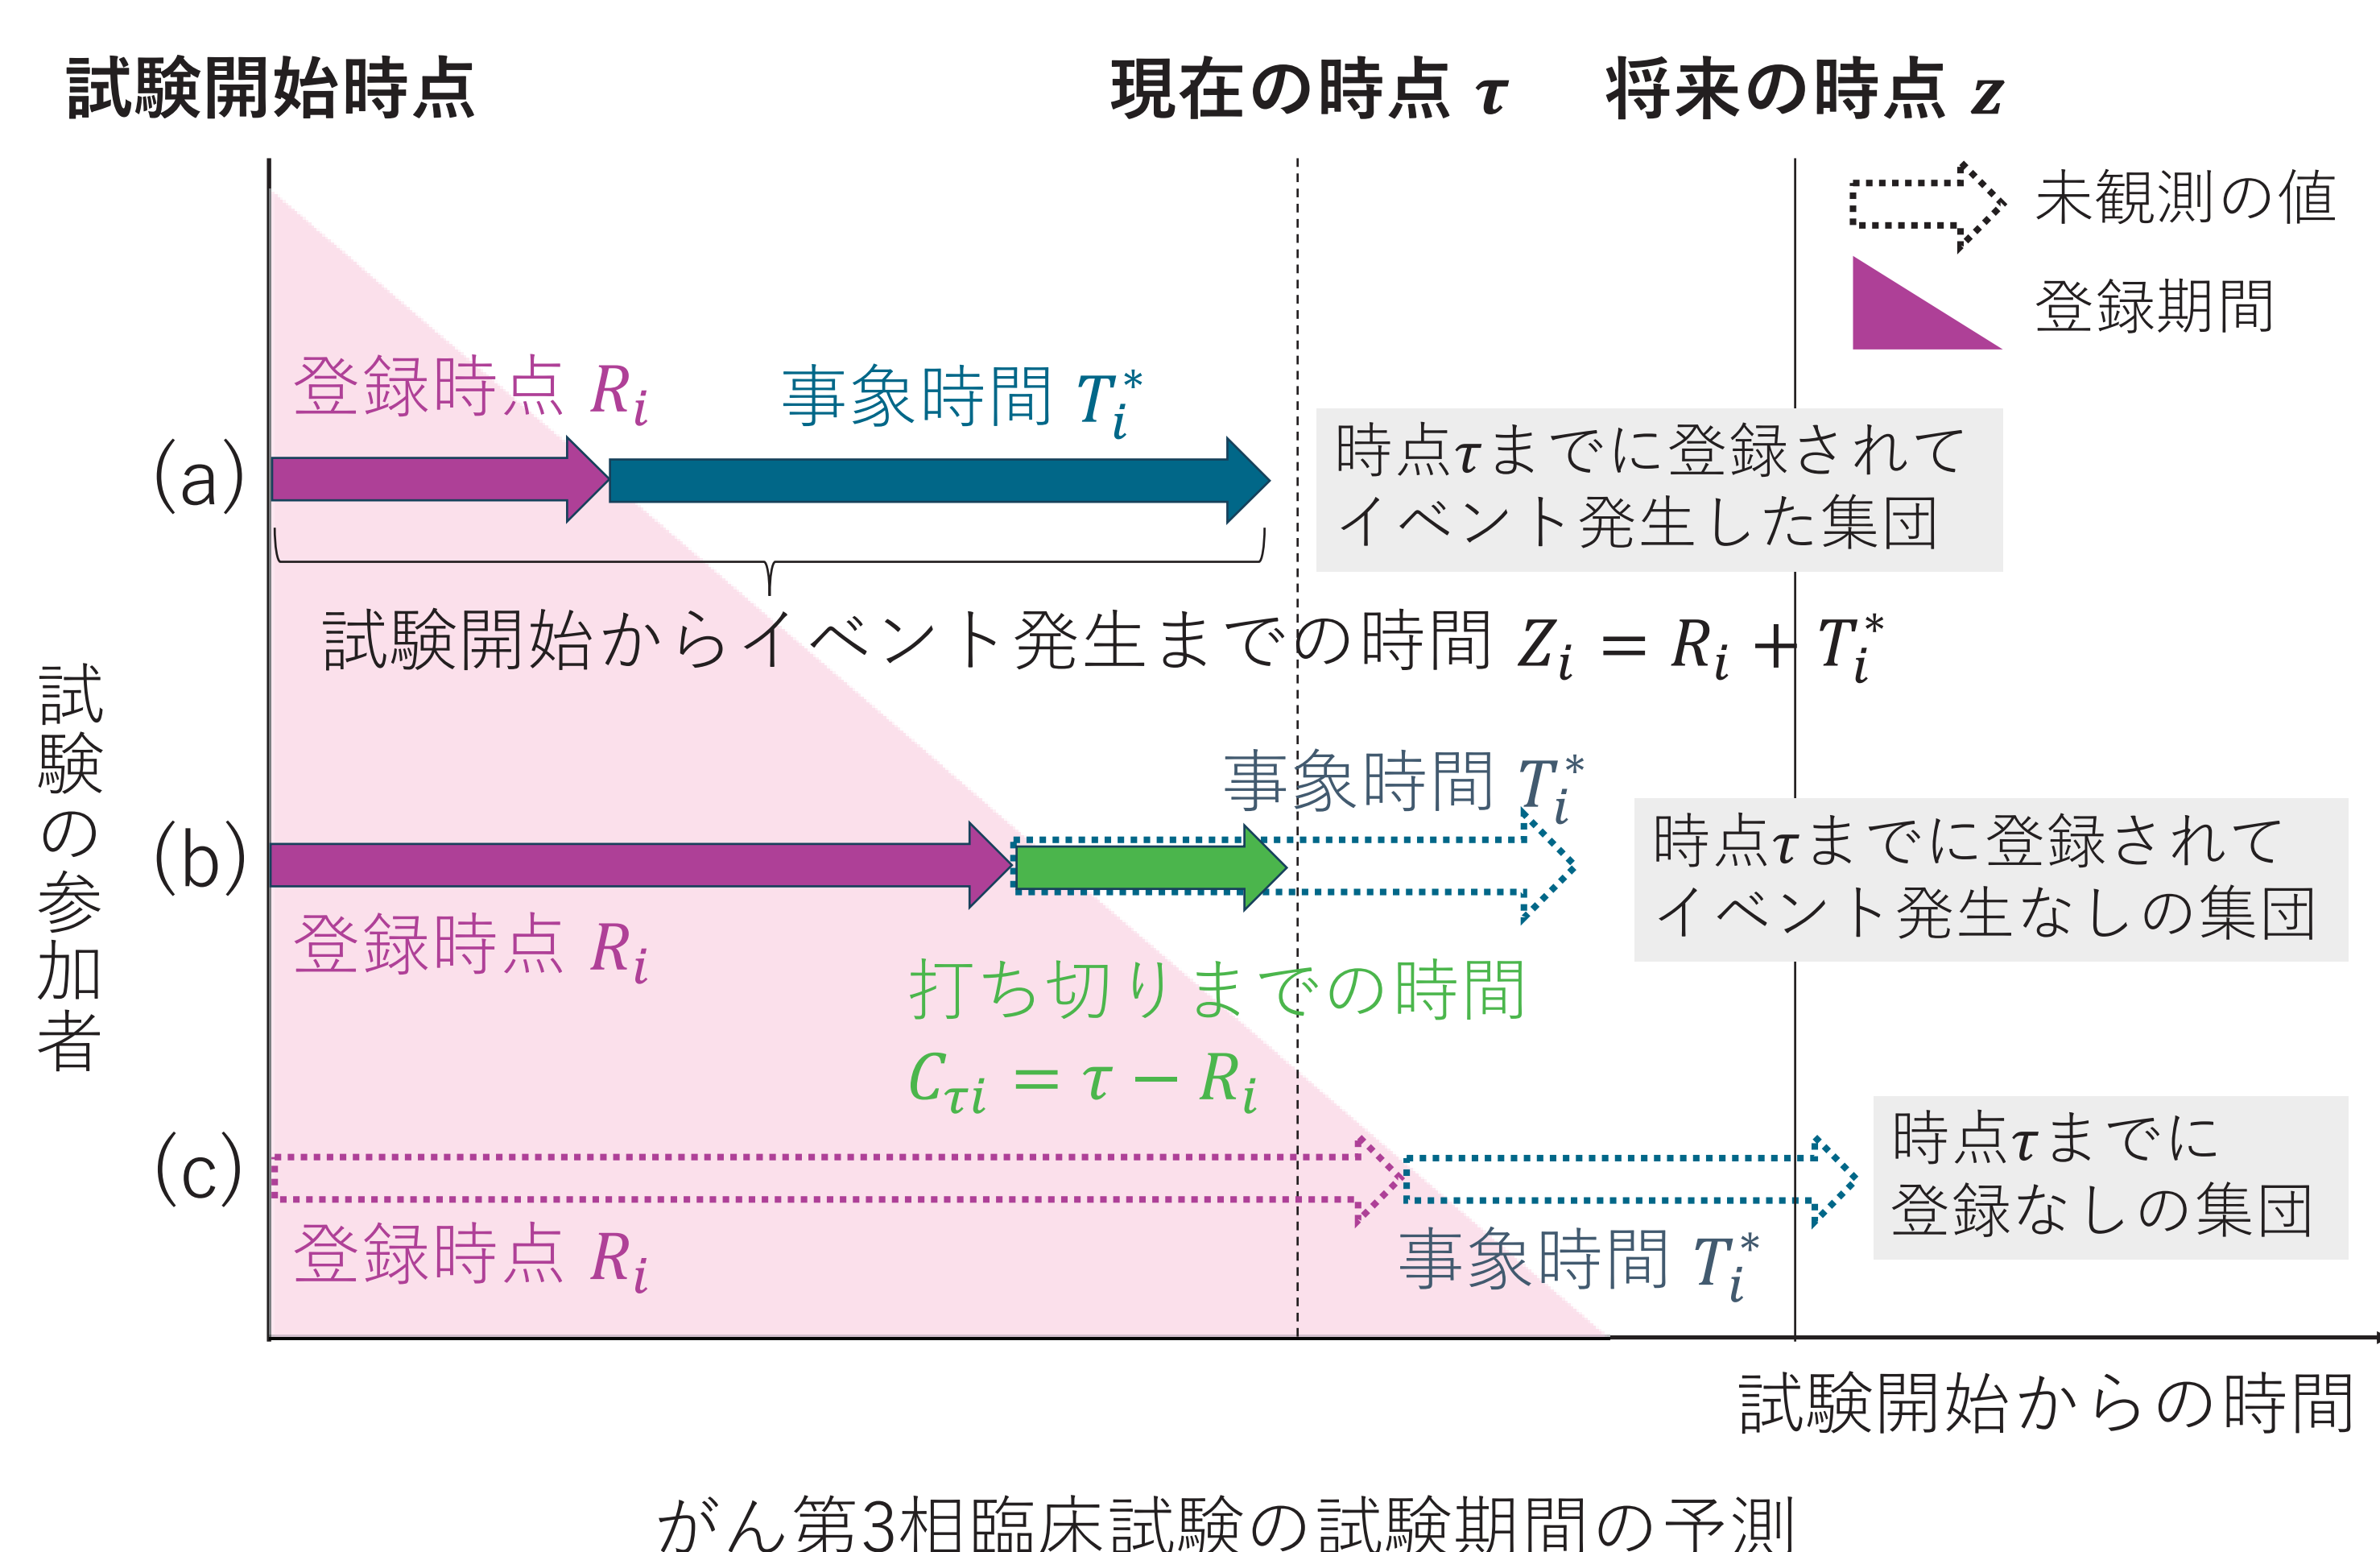 試験開始時点
現在の時点 τ
将来の時点 z
未観測の値
登録期間
登録時点 Rᵢ
事象時間 Tᵢ*
(a)
時点τまでに登録されて
イベント発生した集団
試験開始からイベント発生までの時間 Zᵢ = Rᵢ + Tᵢ*
試験の参加者
事象時間 Tᵢ*
(b)
時点τまでに登録されて
イベント発生なしの集団
登録時点 Rᵢ
打ち切りまでの時間
C_τi = τ − Rᵢ
(c)
時点τまでに
登録なしの集団
登録時点 Rᵢ
事象時間 Tᵢ*
試験開始からの時間
がん第3相臨床試験の試験期間の予測